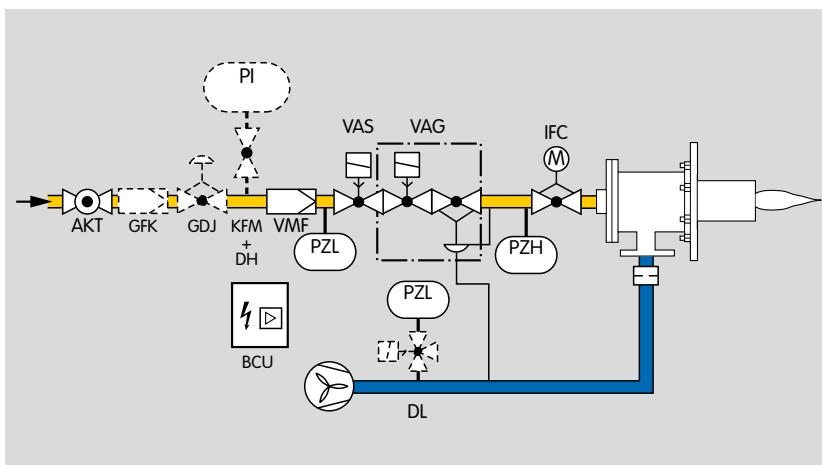 PI
VAS
VAG
IFC
M
AKT
GFK
GDJ
KFM
+
DH
VMF
PZL
PZH
PZL
BCU
DL